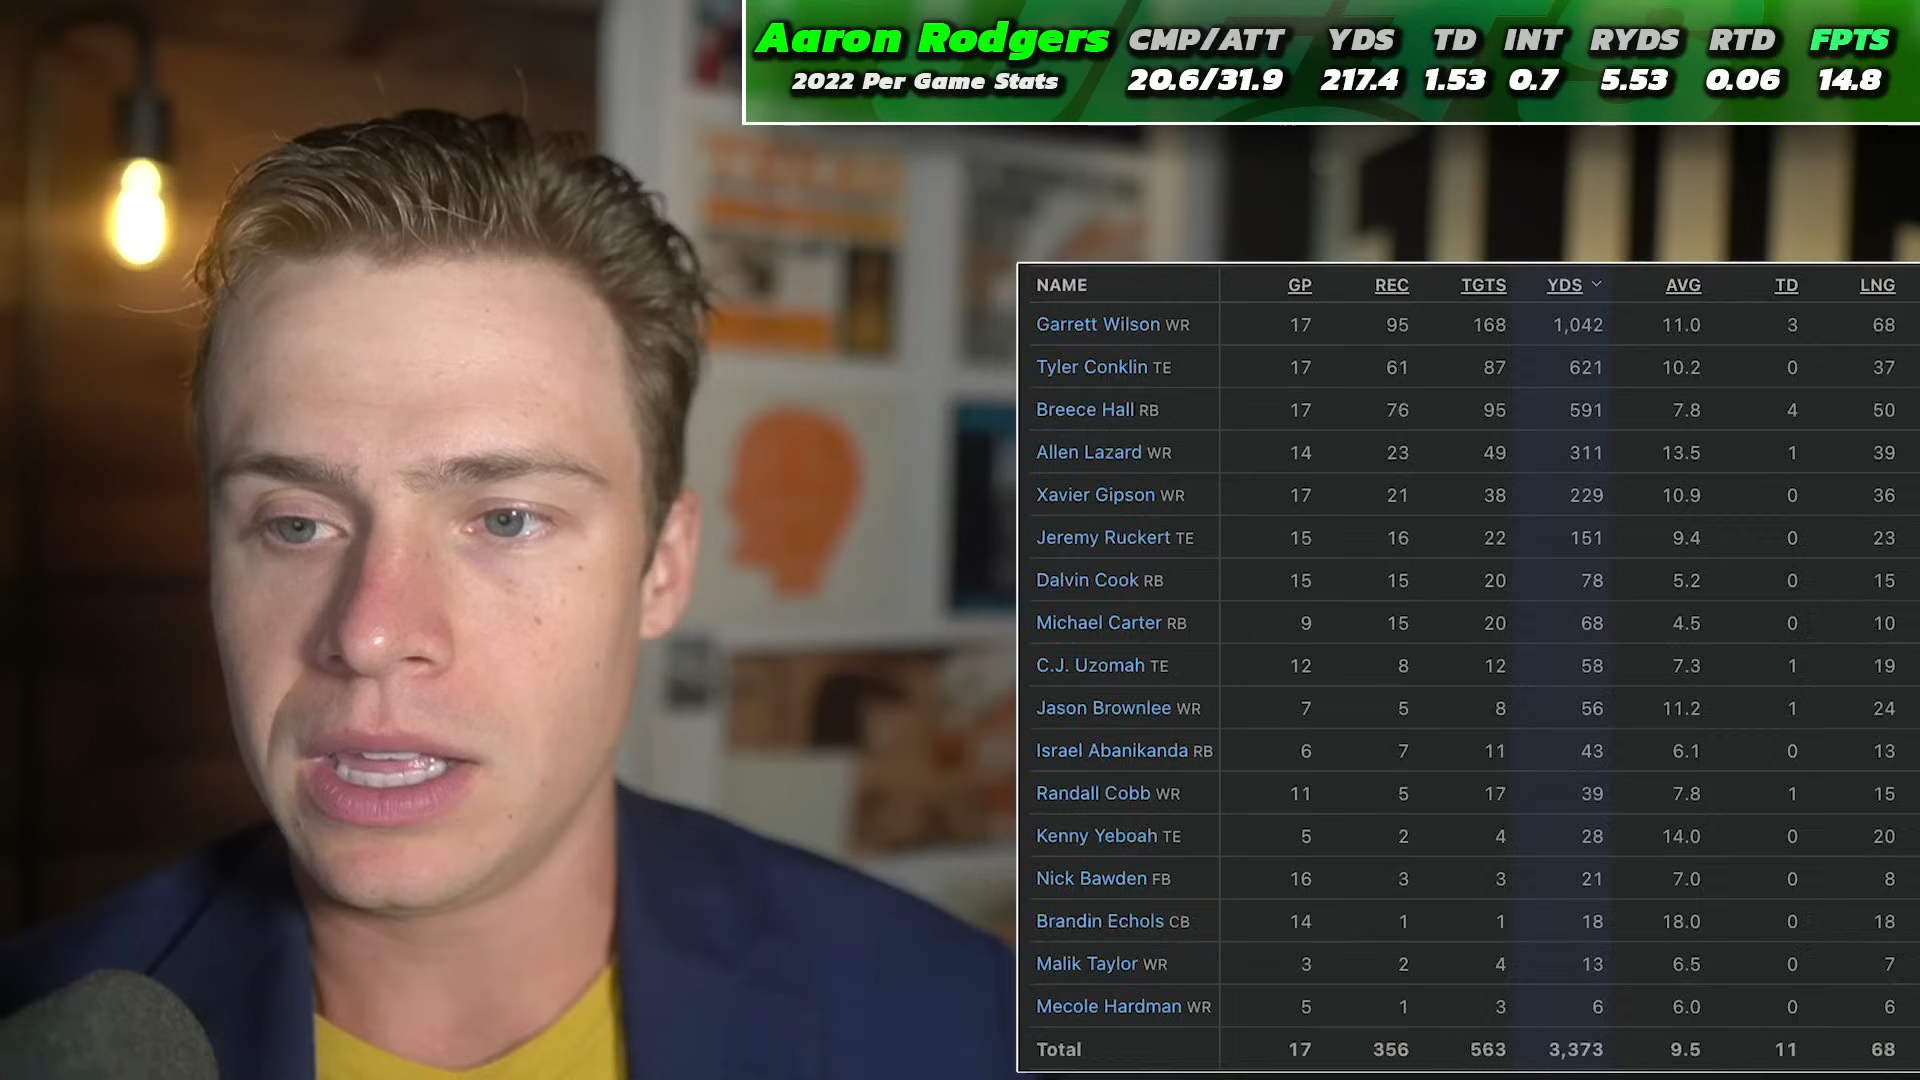 Aaron Rodgers CMP/ATT YDS TD INT RYDS RTD FPTS
2022 Per Game Stats 20.6/31.9 217.4 1.53 0.7 5.53 0.06 14.8
NAME GP REC TGTS YDS AVG TD LNG
Garrett Wilson WR 17 95 168 1,042 11.0 3 68
Tyler Conklin TE 17 61 87 621 10.2 0 37
Breece Hall RB 17 76 95 591 7.8 4 50
Allen Lazard WR 14 23 49 311 13.5 1 39
Xavier Gipson WR 17 21 38 229 10.9 0 36
Jeremy Ruckert TE 15 16 22 151 9.4 0 23
Dalvin Cook RB 15 15 20 78 5.2 0 15
Michael Carter RB 9 15 20 68 4.5 0 10
C.J. Uzomah TE 12 8 12 58 7.3 1 19
Jason Brownlee WR 7 5 8 56 11.2 1 24
Israel Abanikanda RB 6 7 11 43 6.1 0 13
Randall Cobb WR 11 5 17 39 7.8 1 15
Kenny Yeboah TE 5 2 4 28 14.0 0 20
Nick Bawden FB 16 3 3 21 7.0 0 8
Brandin Echols CB 14 1 1 18 18.0 0 18
Malik Taylor WR 3 2 4 13 6.5 0 7
Mecole Hardman WR 5 1 3 6 6.0 0 6
Total 17 356 563 3,373 9.5 11 68